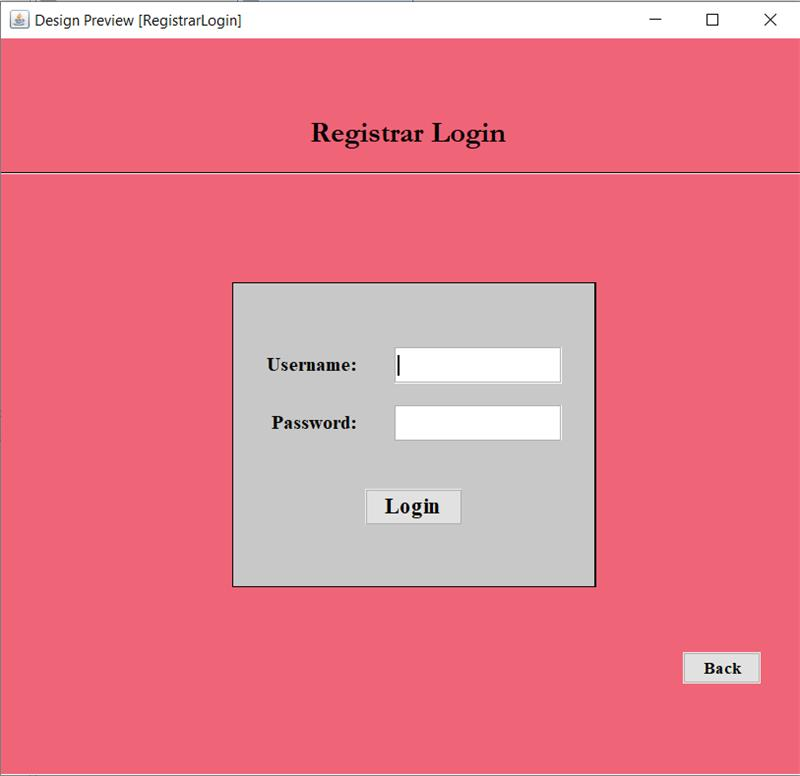 Design Preview [RegistrarLogin]
Registrar Login
Username:
Password:
Login
Back